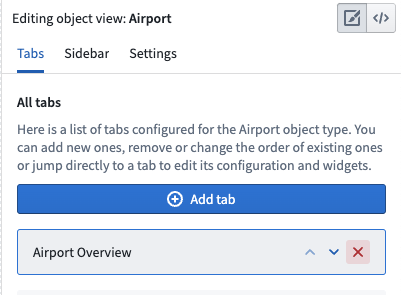 Editing object view: Airport
</>
Tabs Sidebar Settings
All tabs
Here is a list of tabs configured for the Airport object type. You
can add new ones, remove or change the order of existing ones
or jump directly to a tab to edit its configuration and widgets.
Add tab
Airport Overview